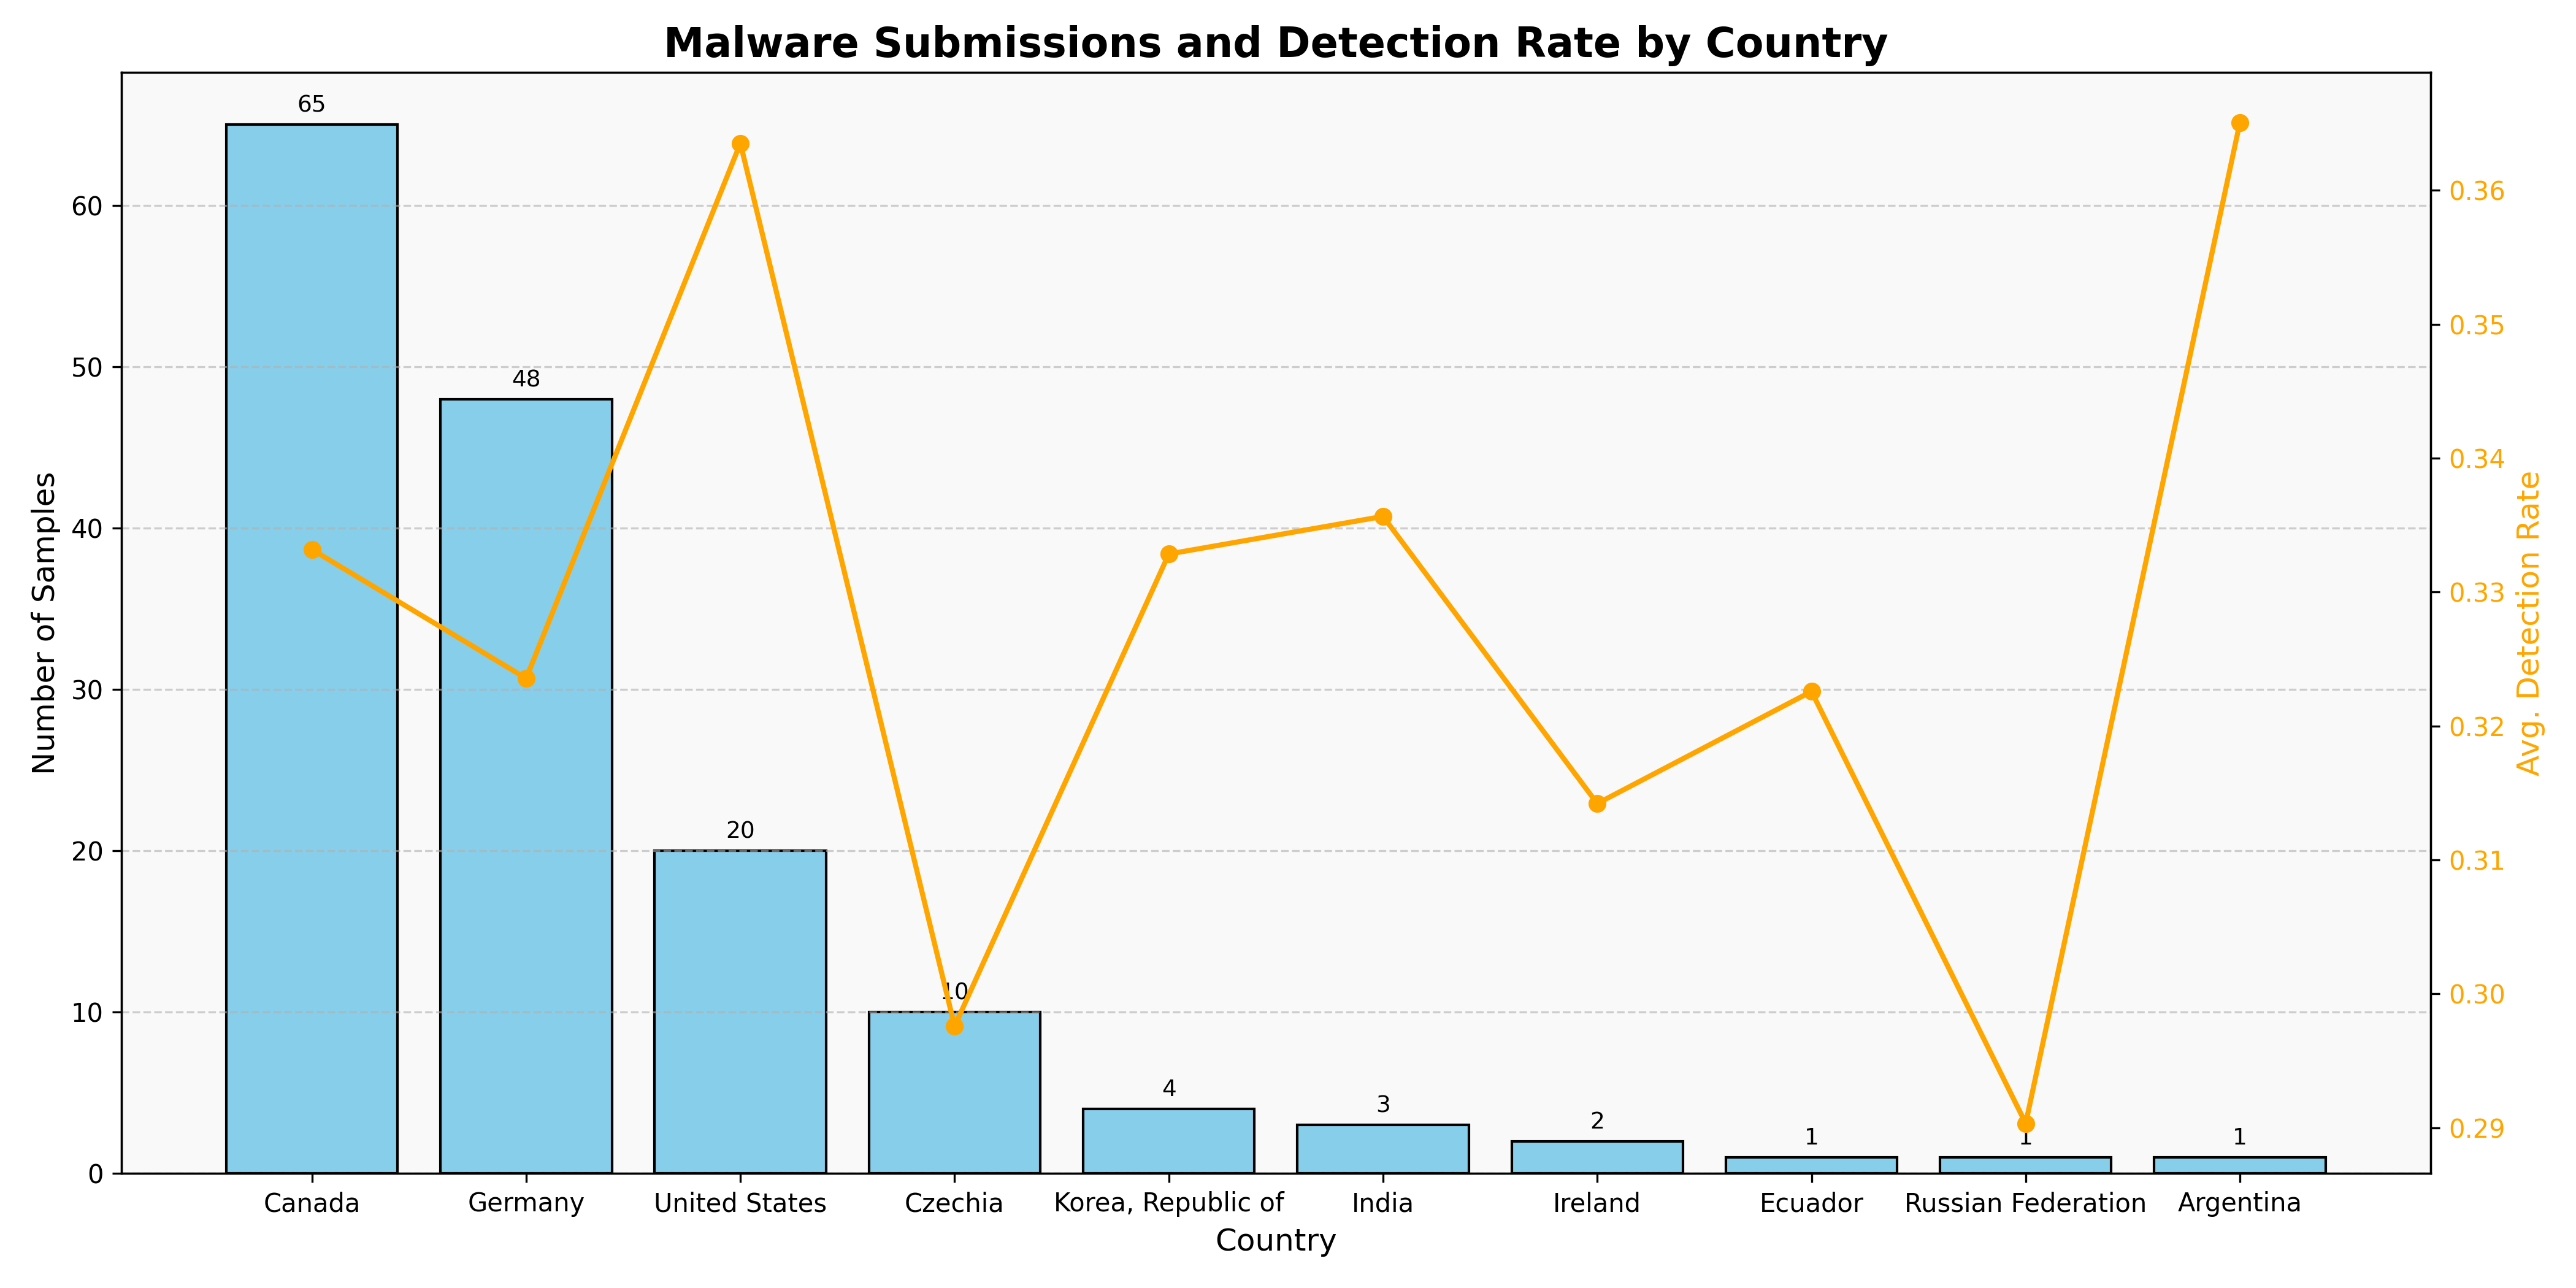 Malware Submissions and Detection Rate by Country
65
48
20
10
4
3
2
1
1
1
60
50
40
30
20
10
0
Number of Samples
0.36
0.35
0.34
0.33
0.32
0.31
0.30
0.29
Avg. Detection Rate
Canada
Germany
United States
Czechia
Korea, Republic of
India
Ireland
Ecuador
Russian Federation
Argentina
Country